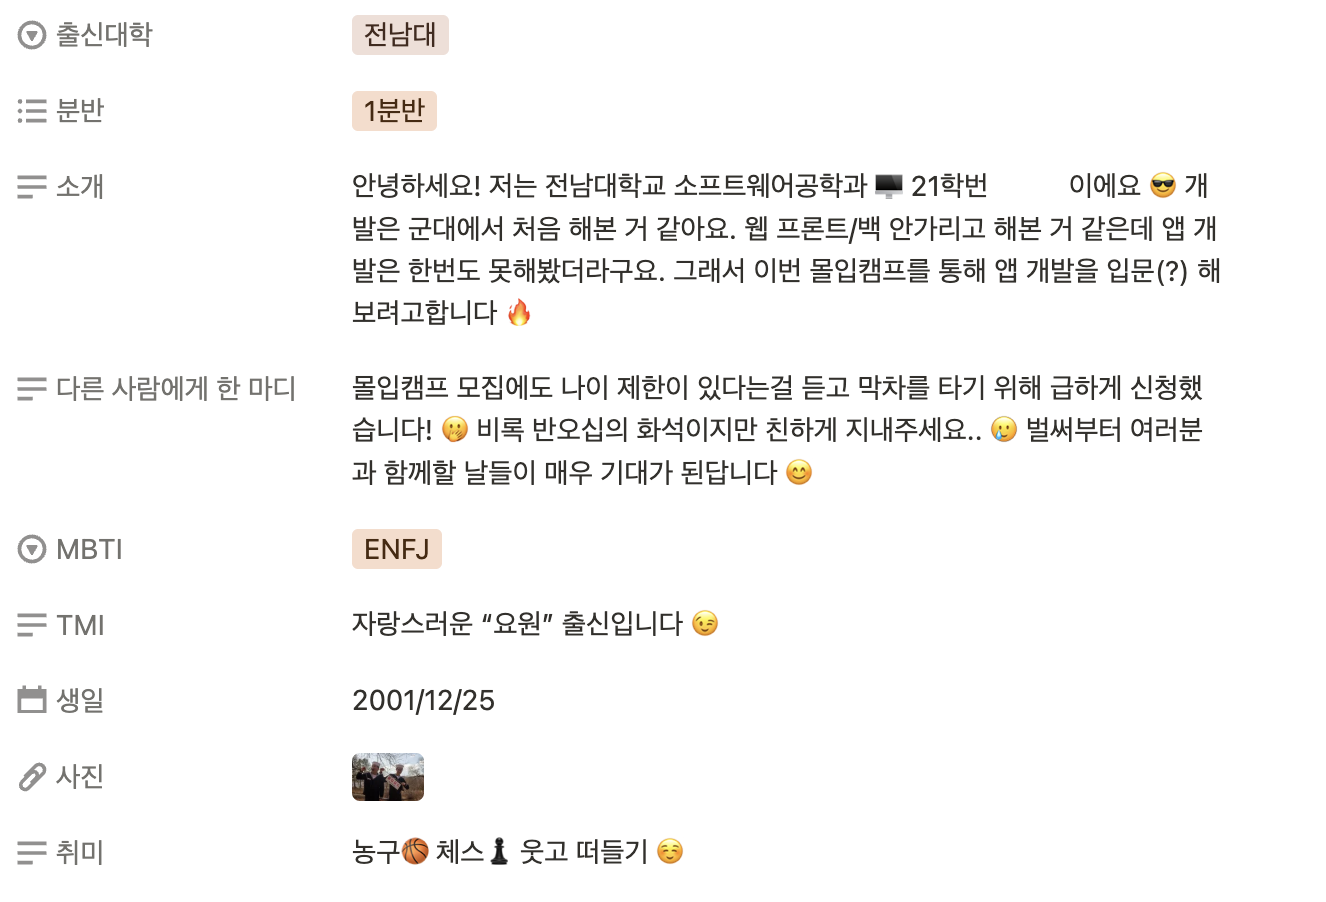 출신대학
전남대
분반
1분반
소개
안녕하세요! 저는 전남대학교 소프트웨어공학과 🖥️ 21학번 이에요 😎 개
발은 군대에서 처음 해본 거 같아요. 웹 프론트/백 안가리고 해본 거 같은데 앱 개
발은 한번도 못해봤더라구요. 그래서 이번 몰입캠프를 통해 앱 개발을 입문(?) 해
보려고합니다 🔥
다른 사람에게 한 마디
몰입캠프 모집에도 나이 제한이 있다는걸 듣고 막차를 타기 위해 급하게 신청했
습니다! 🤭 비록 반오십의 화석이지만 친하게 지내주세요.. 🥲 벌써부터 여러분
과 함께할 날들이 매우 기대가 된답니다 😊
MBTI
ENFJ
TMI
자랑스러운 “요원” 출신입니다 😉
생일
2001/12/25
사진
취미
농구🏀 체스♟️ 웃고 떠들기 ☺️